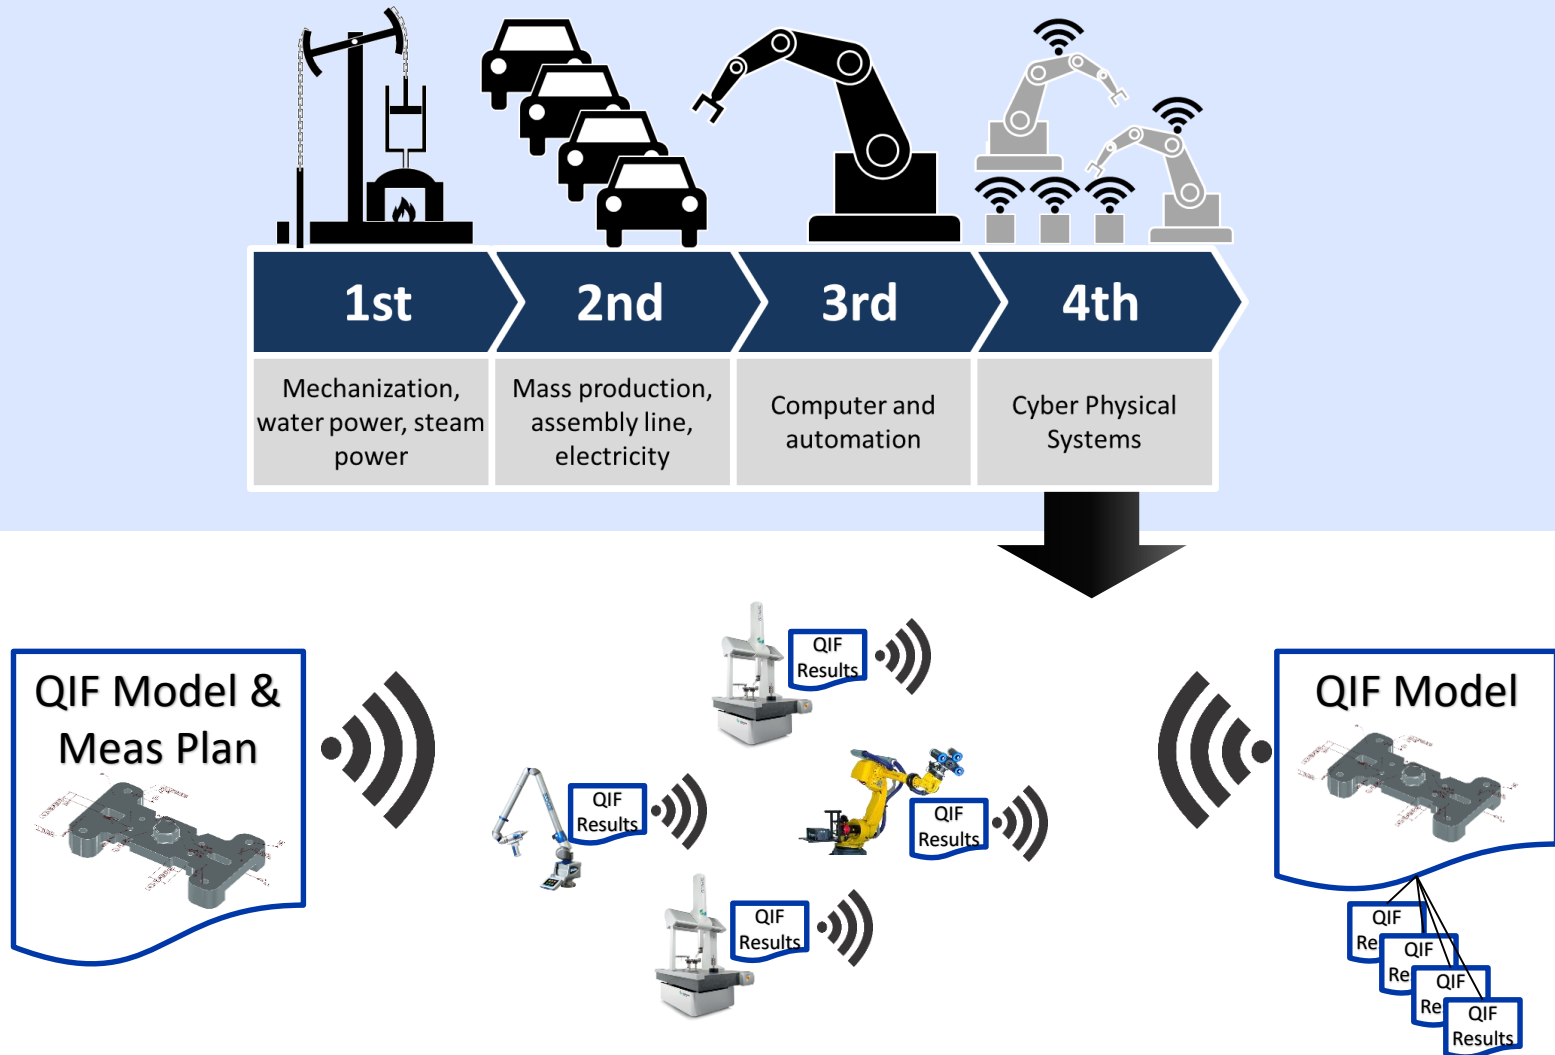 1st
2nd
3rd
4th
Mechanization,
water power, steam
power
Mass production,
assembly line,
electricity
Computer and
automation
Cyber Physical
Systems
QIF Model &
Meas Plan
QIF
Results
QIF
Results
QIF
Results
QIF
Results
QIF Model
QIF
Re
QIF
Re
QIF
Re
QIF
Results